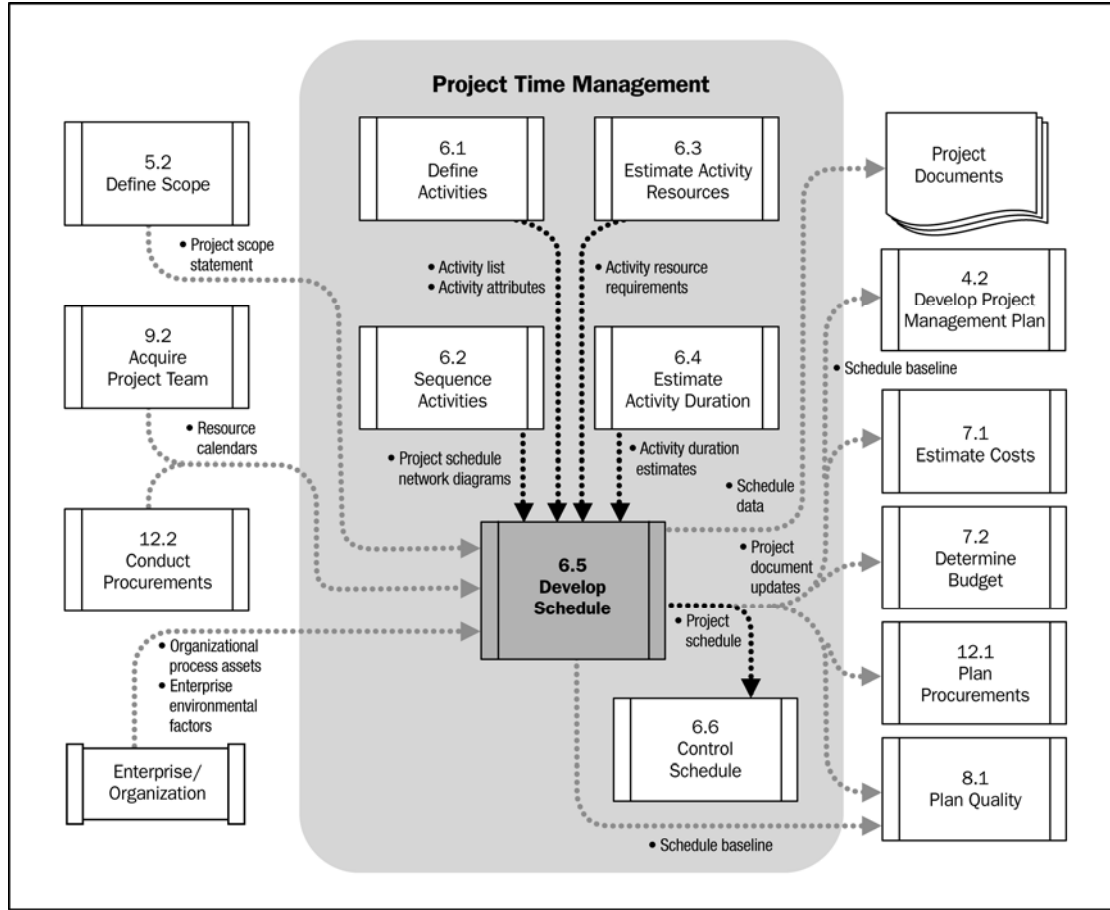 Project Time Management
5.2
Define Scope
6.1
Define
Activities
6.3
Estimate Activity
Resources
Project
Documents
• Project scope
statement
• Activity list
• Activity attributes
• Activity resource
requirements
4.2
Develop Project
Management Plan
9.2
Acquire
Project Team
6.2
Sequence
Activities
6.4
Estimate
Activity Duration
• Schedule baseline
• Resource
calendars
• Project schedule
network diagrams
• Activity duration
estimates
7.1
Estimate Costs
• Schedule
data
12.2
Conduct
Procurements
6.5
Develop
Schedule
• Project
document
updates
7.2
Determine
Budget
• Organizational
process assets
• Enterprise
environmental
factors
• Project
schedule
12.1
Plan
Procurements
Enterprise/
Organization
6.6
Control
Schedule
8.1
Plan Quality
• Schedule baseline